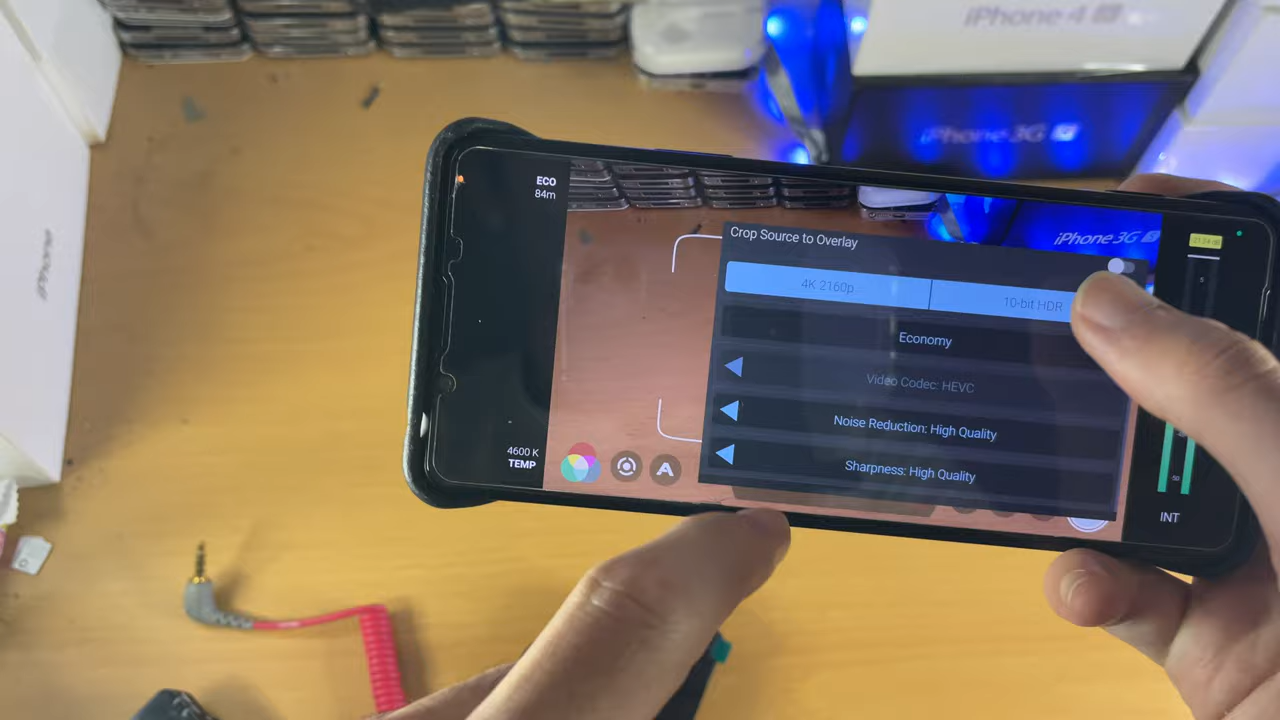 iPhone 4
iPhone 3G S
iPhone
ECO
84m
iPhone 3G S
Crop Source to Overlay
4K 2160p
10-bit HDR
Economy
Video Codec: HEVC
Noise Reduction: High Quality
Sharpness: High Quality
4600 K
TEMP
A
INT